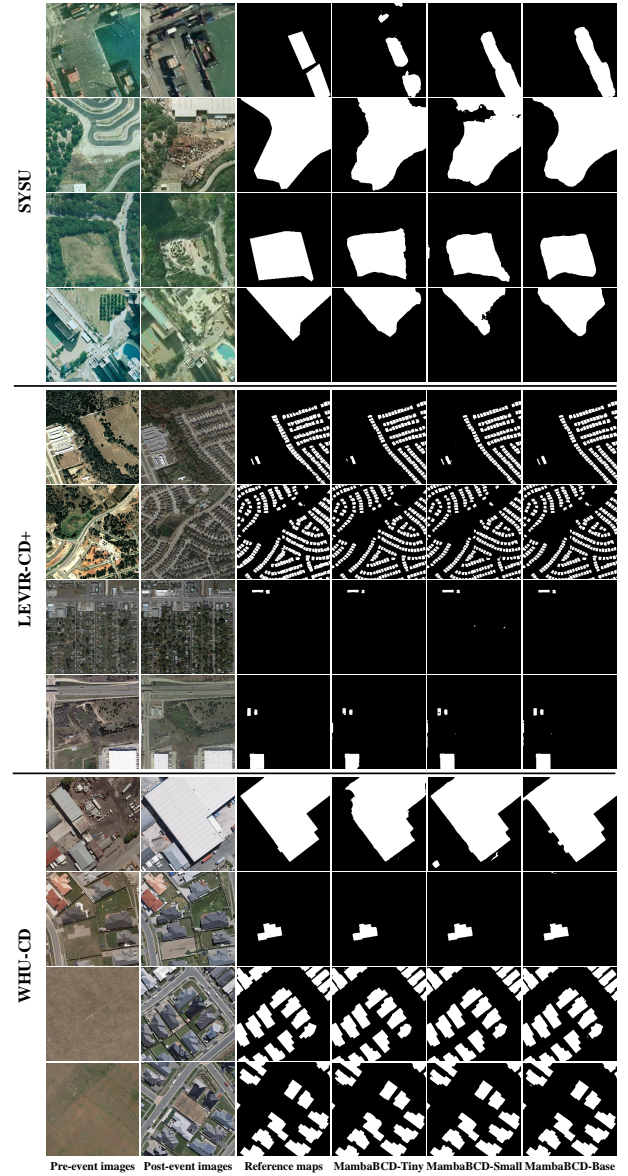 SYSU
LEVIR-CD+
WHU-CD
Pre-event images Post-event images Reference maps MambaBCD-Tiny MambaBCD-Small MambaBCD-Base